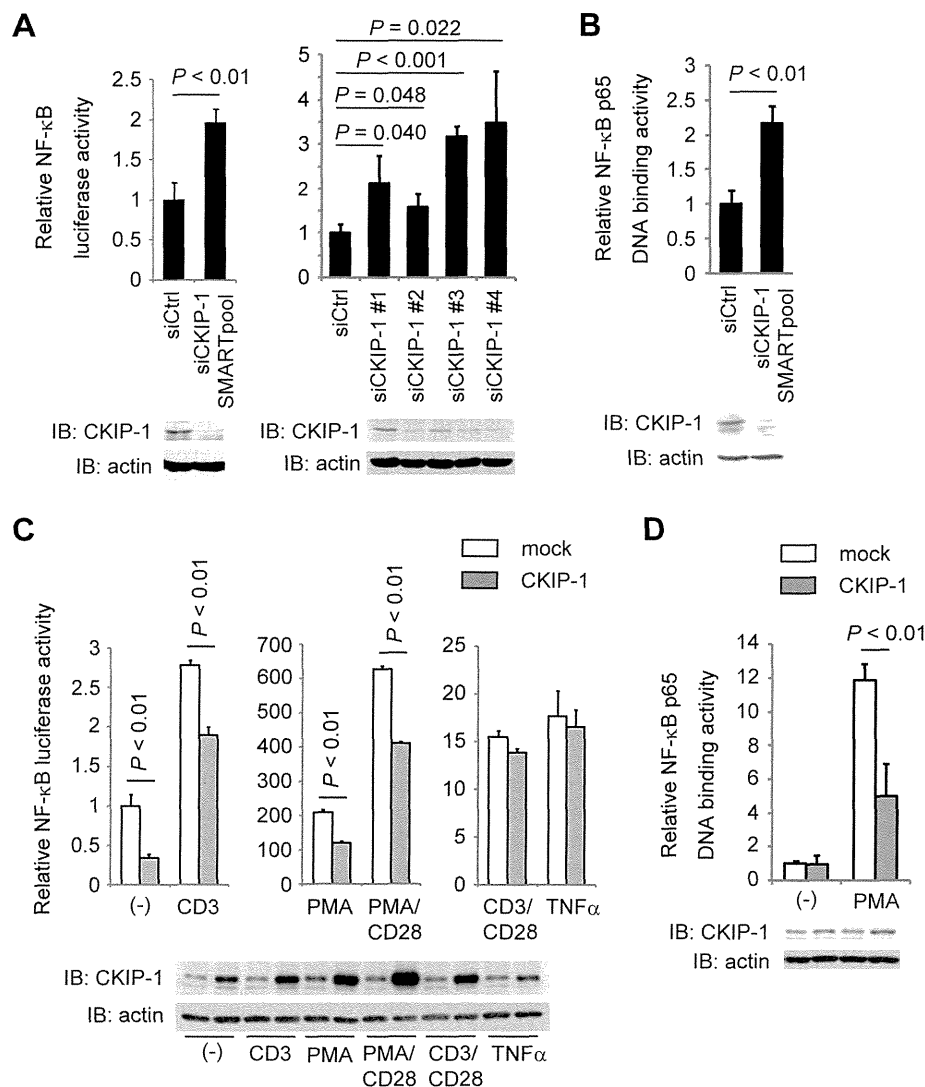 A
Relative NF-κB
luciferase activity
2.5
2
1.5
1
0.5
0
P < 0.01
siCtrl
siCKIP-1
SMARTpool
IB: CKIP-1
IB: actin
5
4
3
2
1
0
P = 0.022
P < 0.001
P = 0.048
P = 0.040
siCtrl
siCKIP-1 #1
siCKIP-1 #2
siCKIP-1 #3
siCKIP-1 #4
IB: CKIP-1
IB: actin
B
Relative NF-κB p65
DNA binding activity
3
2.5
2
1.5
1
0.5
0
P < 0.01
siCtrl
siCKIP-1
SMARTpool
IB: CKIP-1
IB: actin
C
mock
CKIP-1
Relative NF-κB luciferase activity
3
2.5
2
1.5
1
0.5
0
P < 0.01
P < 0.01
(-)
CD3
700
600
500
400
300
200
100
0
P < 0.01
P < 0.01
PMA
PMA/
CD28
25
20
15
10
5
0
CD3/
CD28
TNFα
IB: CKIP-1
IB: actin
(-)
CD3
PMA
PMA/
CD28
CD3/
CD28
TNFα
D
mock
CKIP-1
Relative NF-κB p65
DNA binding activity
14
12
10
8
6
4
2
0
P < 0.01
(-)
PMA
IB: CKIP-1
IB: actin